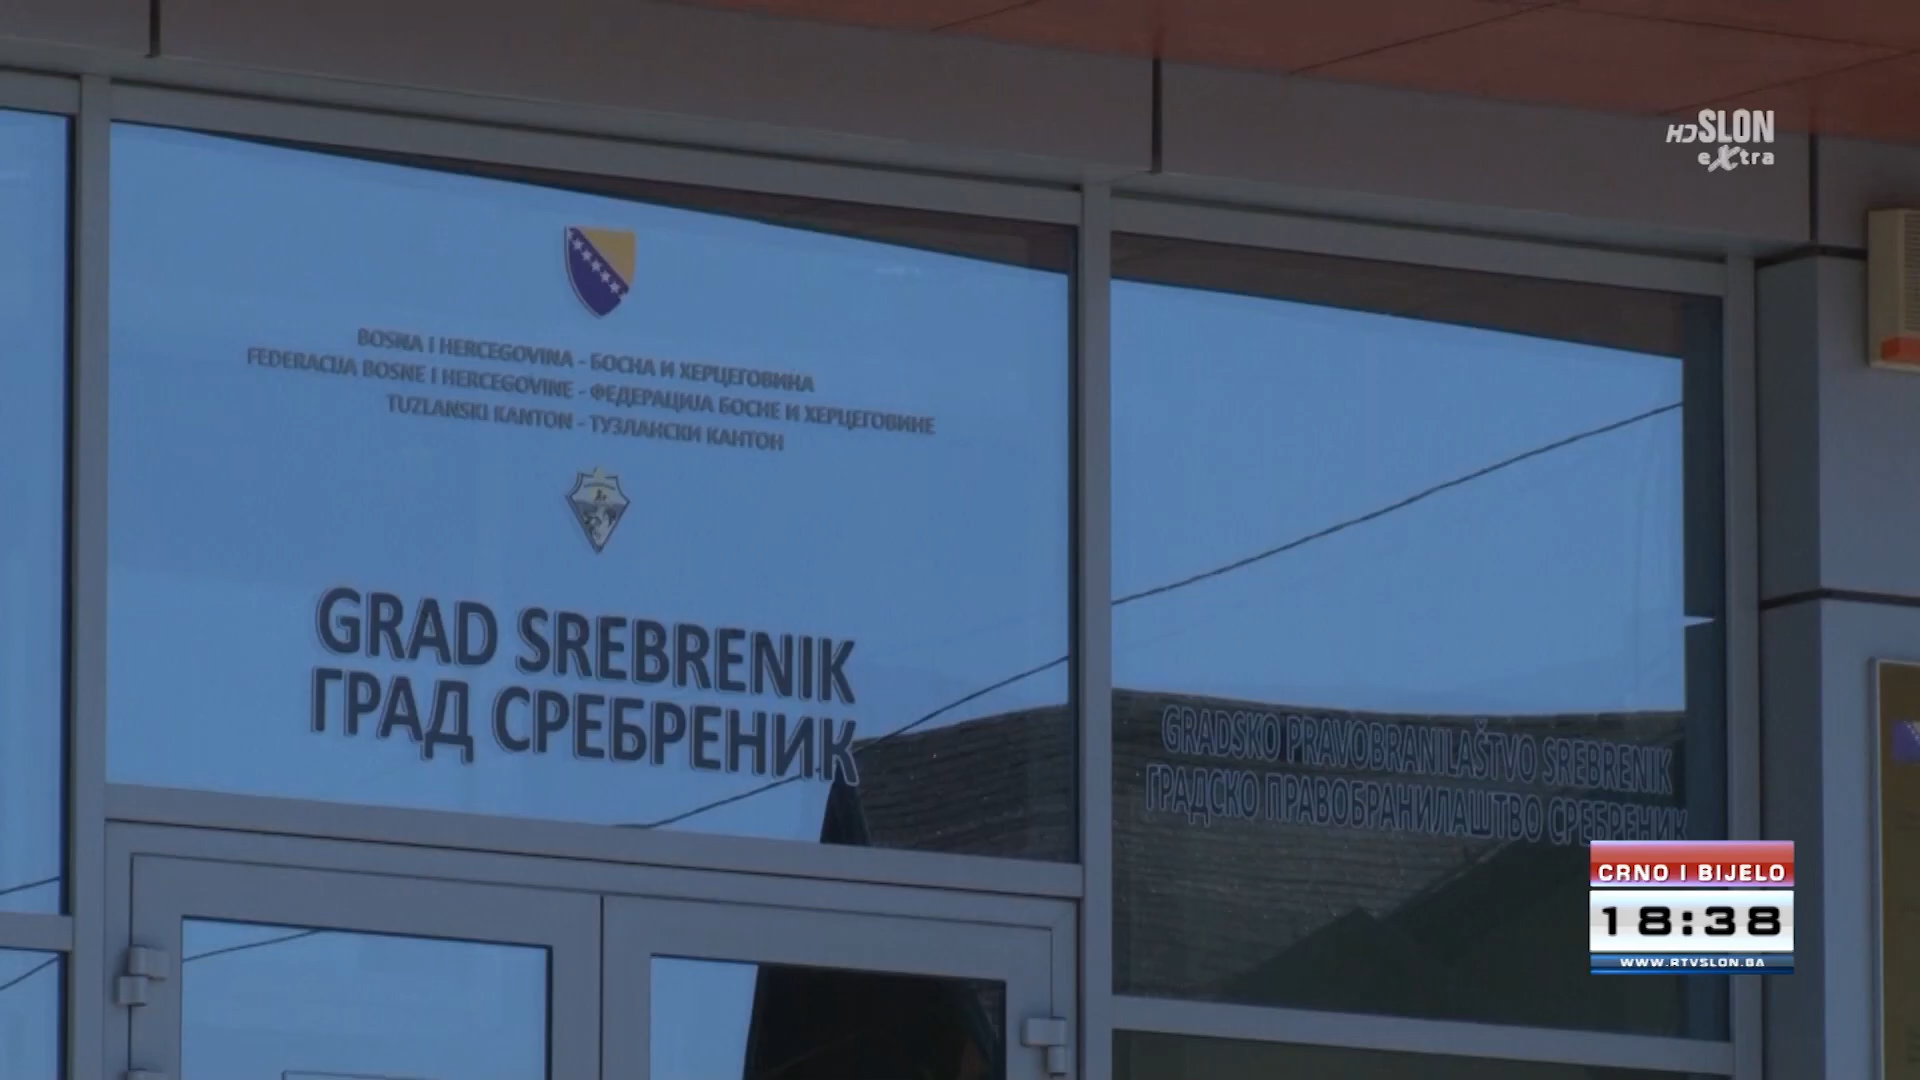 HD SLON
eXtra
BOSNA I HERCEGOVINA - БОСНА И ХЕРЦЕГОВИНА
FEDERACIJA BOSNE I HERCEGOVINE - ФЕДЕРАЦИЈА БОСНЕ И ХЕРЦЕГОВИНЕ
TUZLANSKI KANTON - ТУЗЛАНСКИ КАНТОН
GRAD SREBRENIK
ГРАД СРЕБРЕНИК
GRADSKO PRAVOBRANILAŠTVO SREBRENIK
ГРАДСКО ПРАВОБРАНИЛАШТВО СРЕБРЕНИК
CRNO I BIJELO
18:38
WWW.RTVSLON.BA